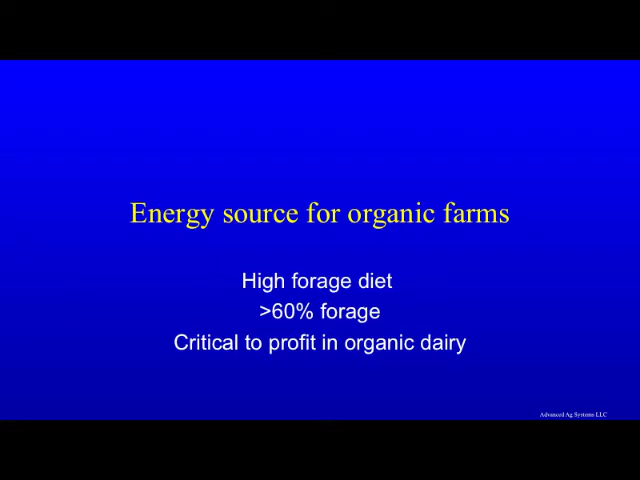 Energy source for organic farms
High forage diet
>60% forage
Critical to profit in organic dairy
Advanced Ag Systems LLC